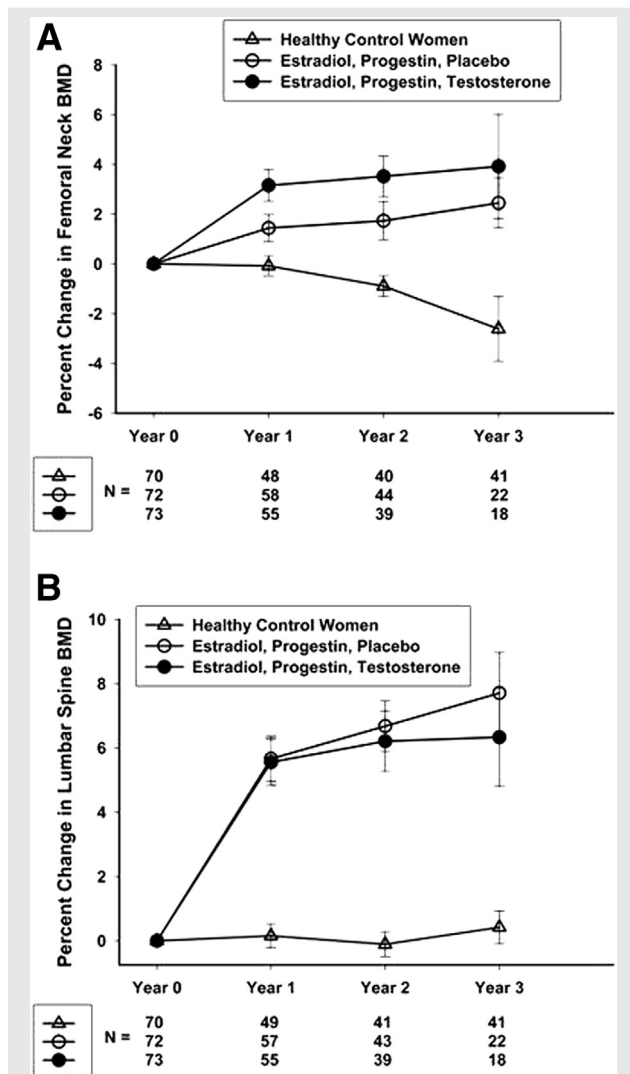 A
Healthy Control Women
Estradiol, Progestin, Placebo
Estradiol, Progestin, Testosterone
Percent Change in Femoral Neck BMD
8
6
4
2
0
-2
-4
-6
Year 0 Year 1 Year 2 Year 3
70 48 40 41
N = 72 58 44 22
73 55 39 18
B
Healthy Control Women
Estradiol, Progestin, Placebo
Estradiol, Progestin, Testosterone
Percent Change in Lumbar Spine BMD
10
8
6
4
2
0
Year 0 Year 1 Year 2 Year 3
70 49 41 41
N = 72 57 43 22
73 55 39 18